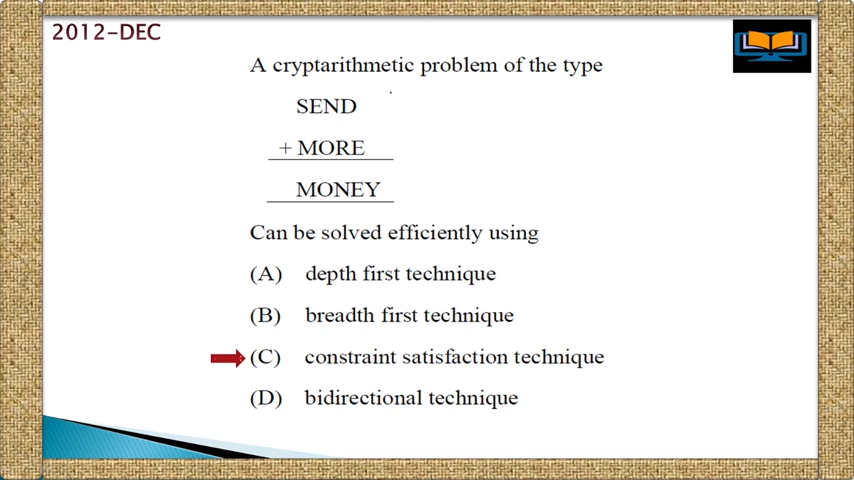 2012-DEC
A cryptarithmetic problem of the type
SEND
+ MORE
MONEY
Can be solved efficiently using
(A) depth first technique
(B) breadth first technique
(C) constraint satisfaction technique
(D) bidirectional technique